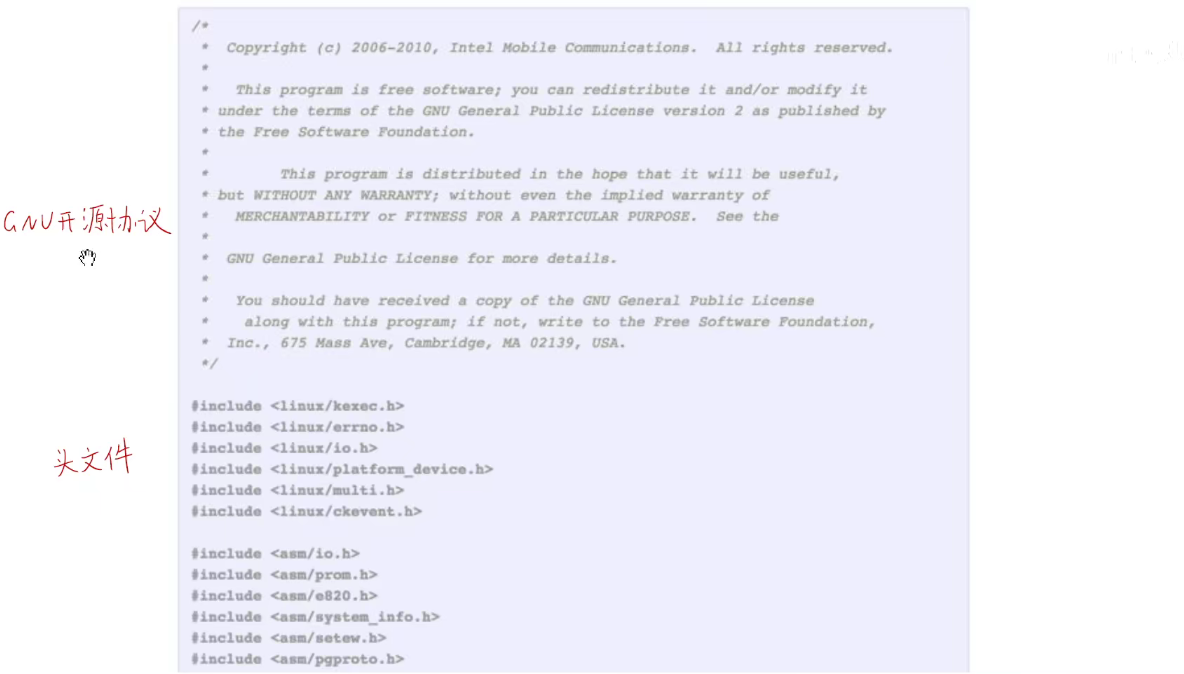 /*
* Copyright (c) 2006-2010, Intel Mobile Communications. All rights reserved.
*
* This program is free software; you can redistribute it and/or modify it
* under the terms of the GNU General Public License version 2 as published by
* the Free Software Foundation.
*
* This program is distributed in the hope that it will be useful,
* but WITHOUT ANY WARRANTY; without even the implied warranty of
* MERCHANTABILITY or FITNESS FOR A PARTICULAR PURPOSE. See the
GNU开源协议
*
* GNU General Public License for more details.
*
* You should have received a copy of the GNU General Public License
* along with this program; if not, write to the Free Software Foundation,
* Inc., 675 Mass Ave, Cambridge, MA 02139, USA.
*/
#include <linux/kexec.h>
#include <linux/errno.h>
#include <linux/io.h>
头文件
#include <linux/platform_device.h>
#include <linux/multi.h>
#include <linux/ckevent.h>
#include <asm/io.h>
#include <asm/prom.h>
#include <asm/e820.h>
#include <asm/system_info.h>
#include <asm/setew.h>
#include <asm/pgproto.h>